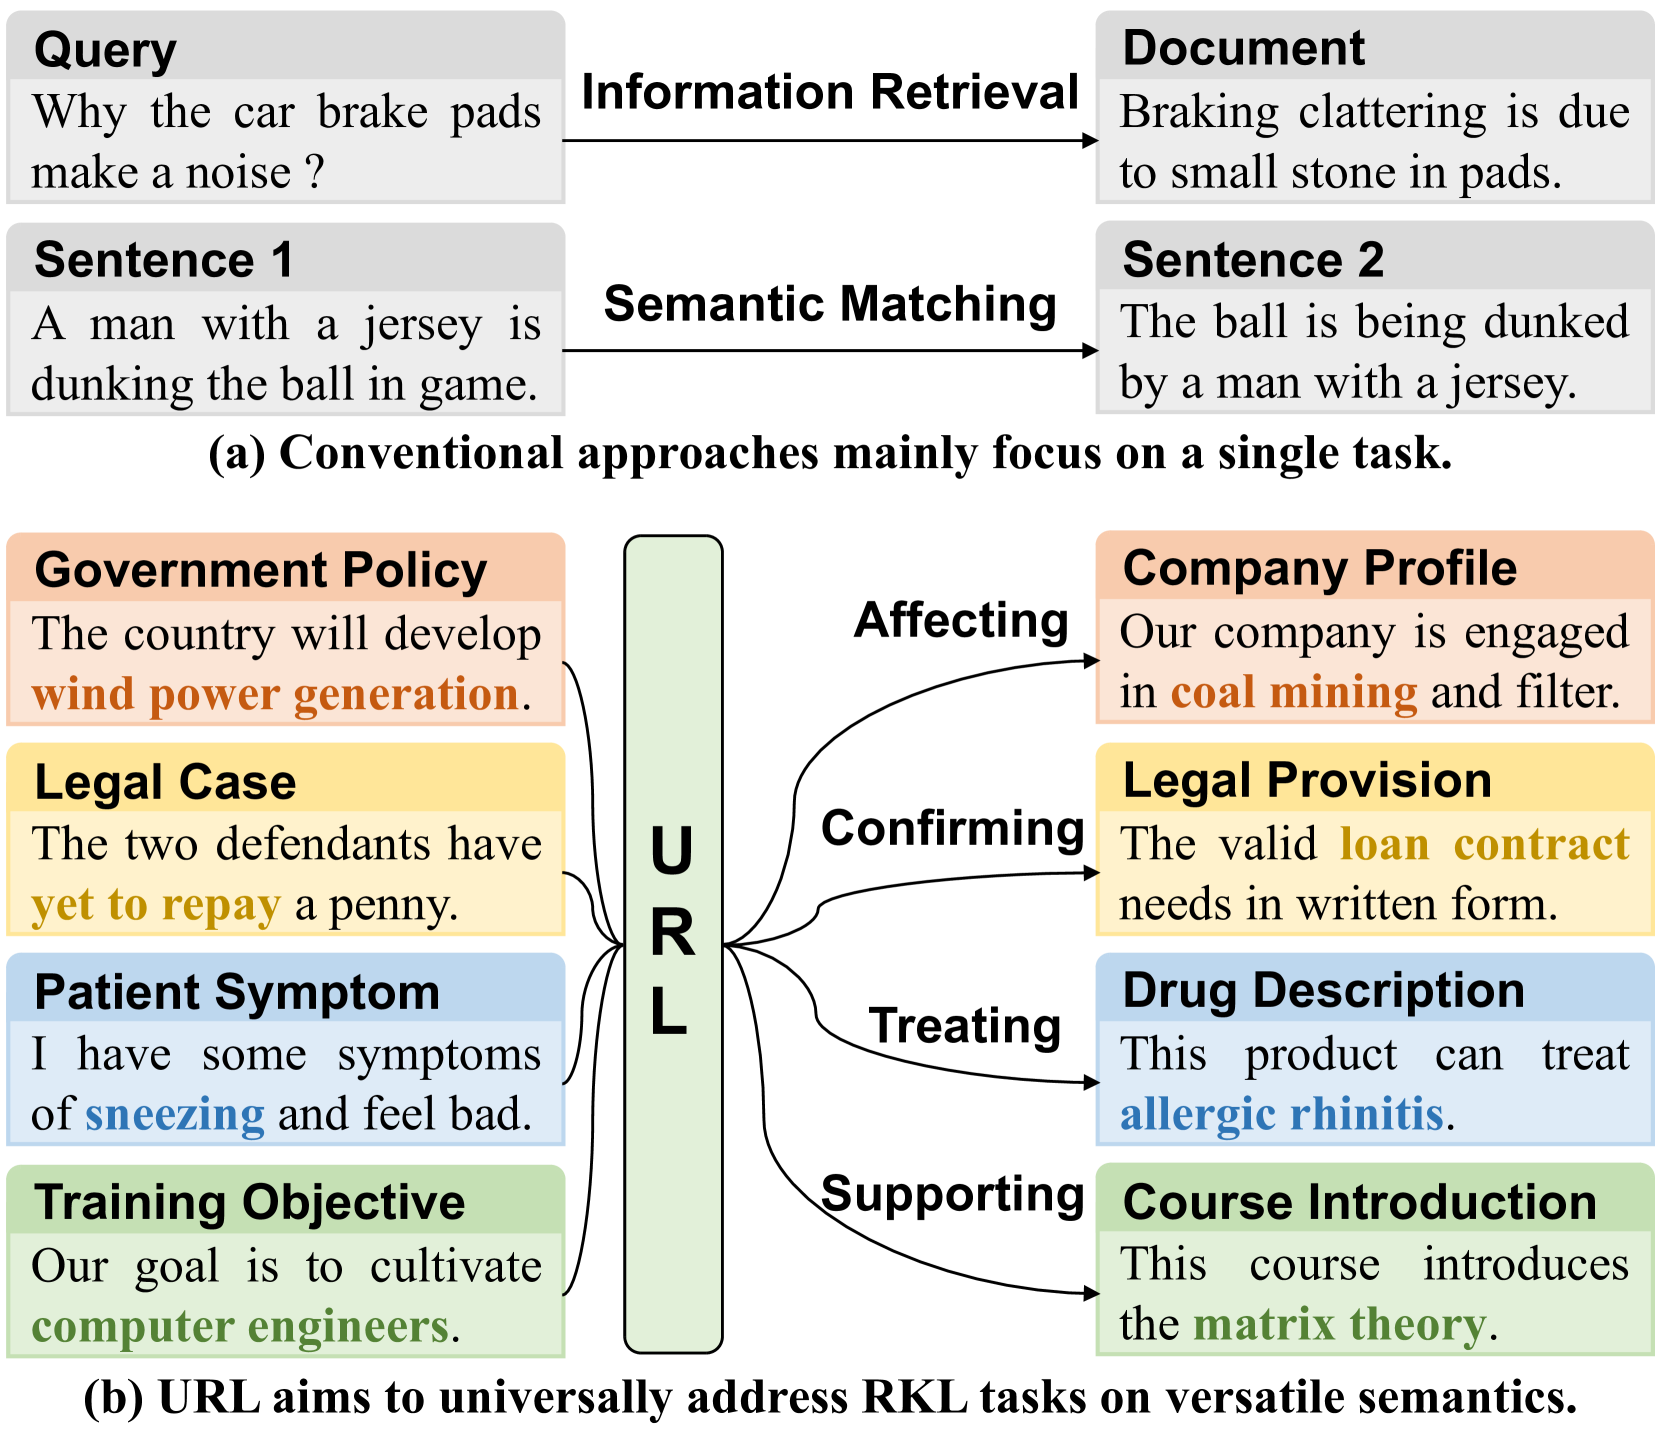 Query
Why the car brake pads
make a noise ?
Information Retrieval
Document
Braking clattering is due
to small stone in pads.
Sentence 1
A man with a jersey is
dunking the ball in game.
Semantic Matching
Sentence 2
The ball is being dunked
by a man with a jersey.
(a) Conventional approaches mainly focus on a single task.
Government Policy
The country will develop
wind power generation.
Legal Case
The two defendants have
yet to repay a penny.
Patient Symptom
I have some symptoms
of sneezing and feel bad.
Training Objective
Our goal is to cultivate
computer engineers.
U
R
L
Affecting
Confirming
Treating
Supporting
Company Profile
Our company is engaged
in coal mining and filter.
Legal Provision
The valid loan contract
needs in written form.
Drug Description
This product can treat
allergic rhinitis.
Course Introduction
This course introduces
the matrix theory.
(b) URL aims to universally address RKL tasks on versatile semantics.